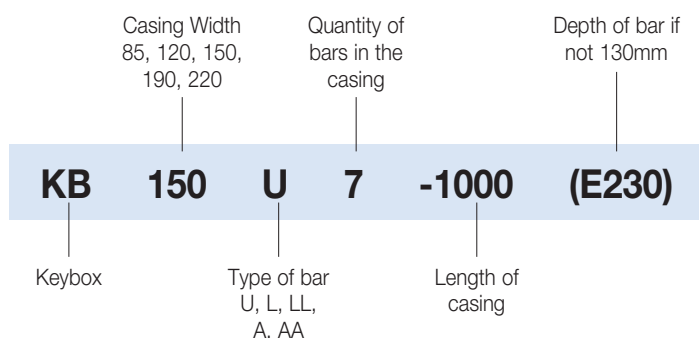 Casing Width
85, 120, 150,
190, 220
Quantity of
bars in the
casing
Depth of bar if
not 130mm
KB 150 U 7 -1000 (E230)
Keybox
Type of bar
U, L, LL,
A, AA
Length of
casing